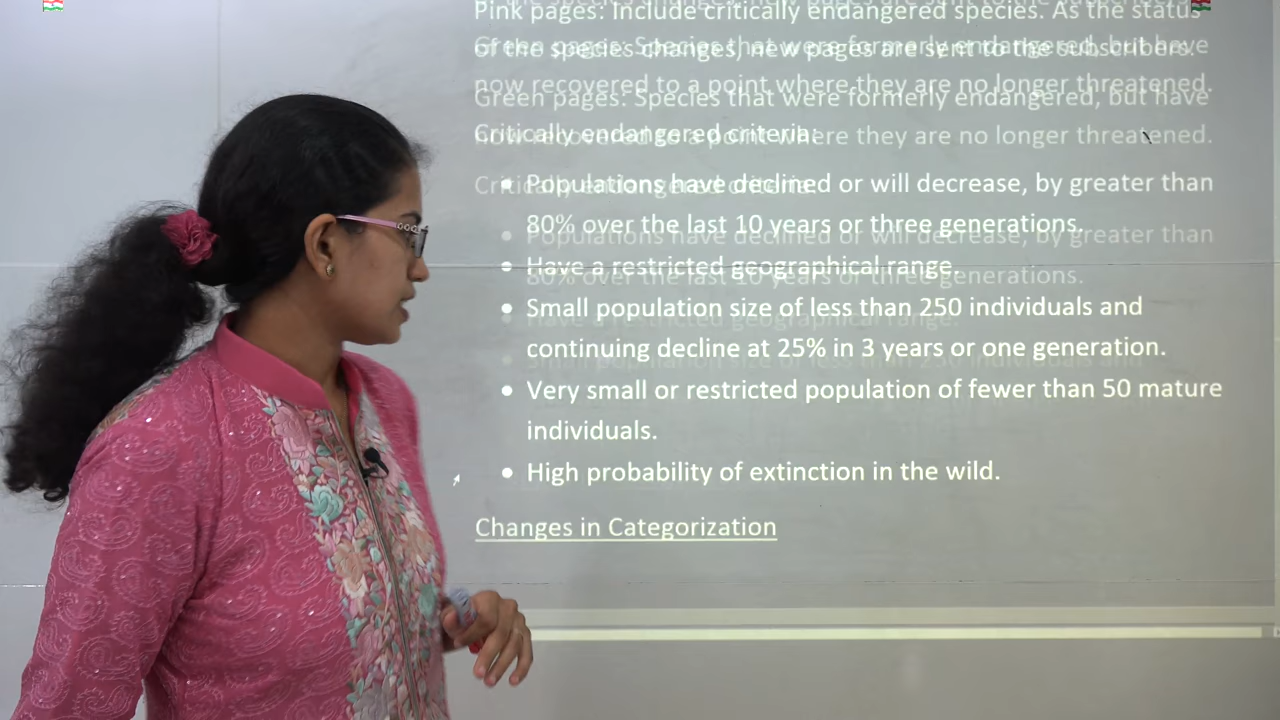 Pink pages: Include critically endangered species. As the status
of the species changes, new pages are sent to the subscribers.
Green pages: Species that were formerly endangered, but have
now recovered to a point where they are no longer threatened.
Critically endangered criteria:
• Populations have declined or will decrease, by greater than
80% over the last 10 years or three generations.
• Have a restricted geographical range.
• Small population size of less than 250 individuals and
continuing decline at 25% in 3 years or one generation.
• Very small or restricted population of fewer than 50 mature
individuals.
• High probability of extinction in the wild.
Changes in Categorization